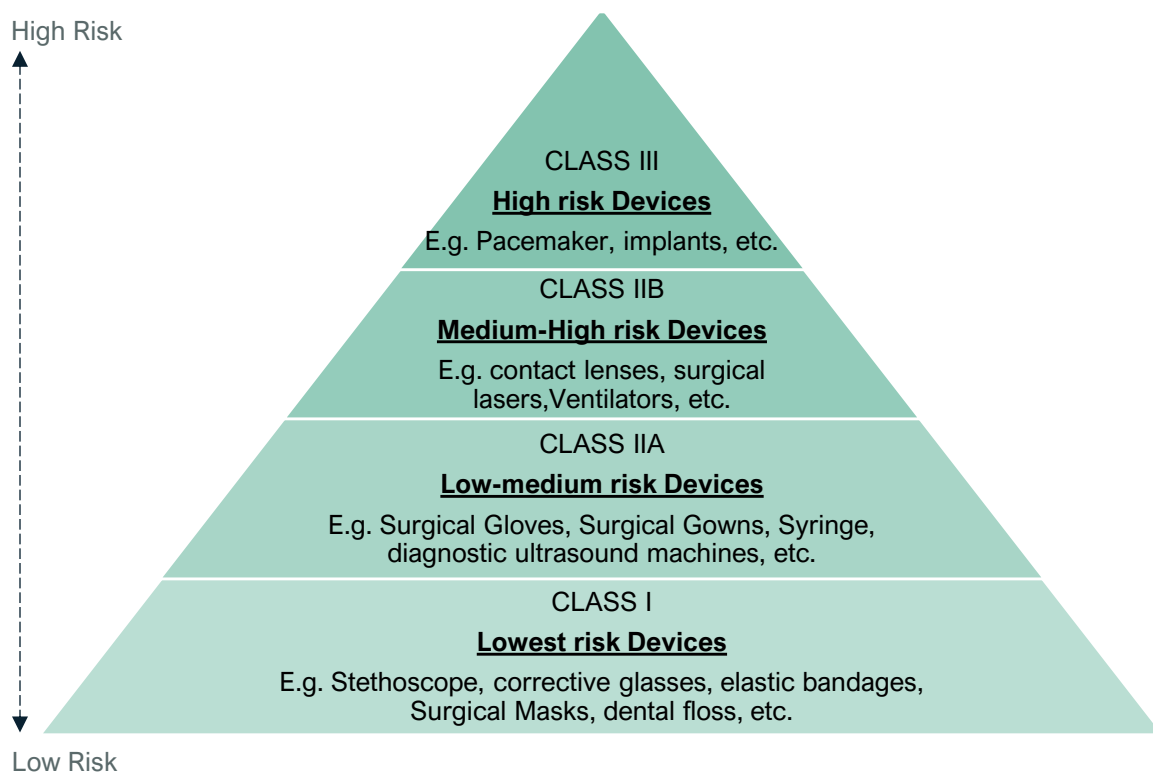 High Risk
CLASS III
High risk Devices
E.g. Pacemaker, implants, etc.
CLASS IIB
Medium-High risk Devices
E.g. contact lenses, surgical
lasers,Ventilators, etc.
CLASS IIA
Low-medium risk Devices
E.g. Surgical Gloves, Surgical Gowns, Syringe,
diagnostic ultrasound machines, etc.
CLASS I
Lowest risk Devices
E.g. Stethoscope, corrective glasses, elastic bandages,
Surgical Masks, dental floss, etc.
Low Risk